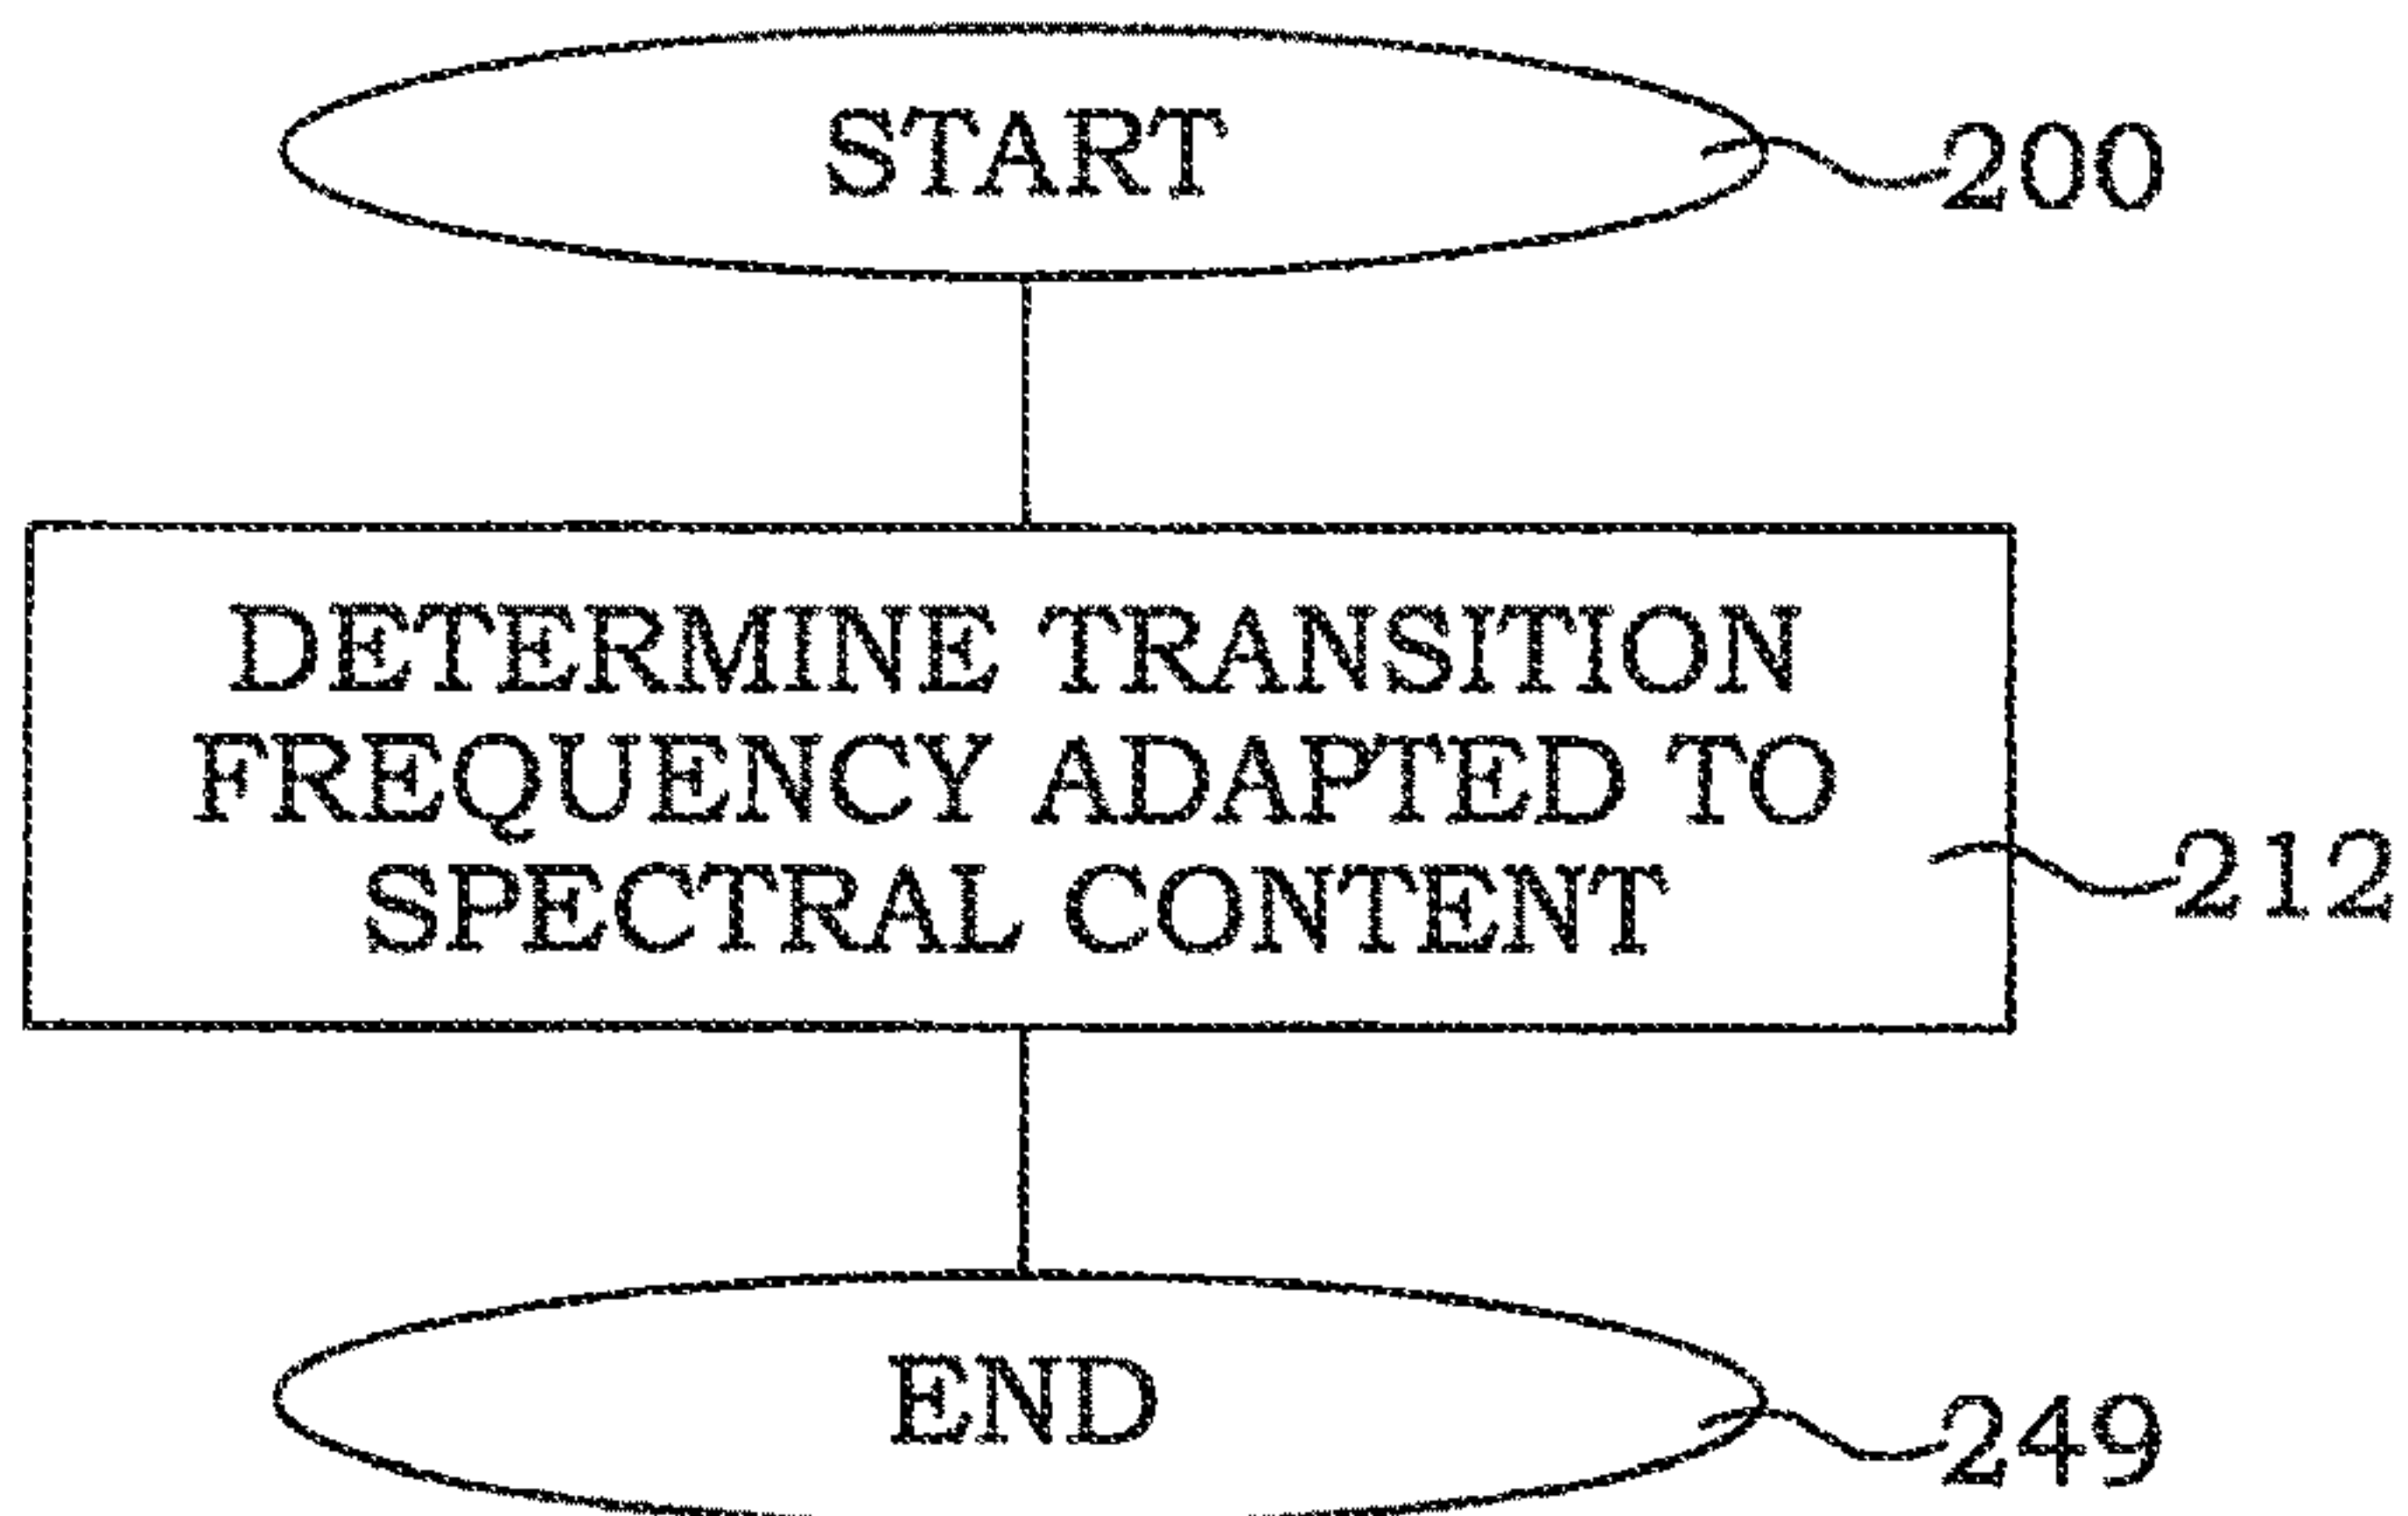 START
200
DETERMINE TRANSITION
FREQUENCY ADAPTED TO
SPECTRAL CONTENT
212
END
249